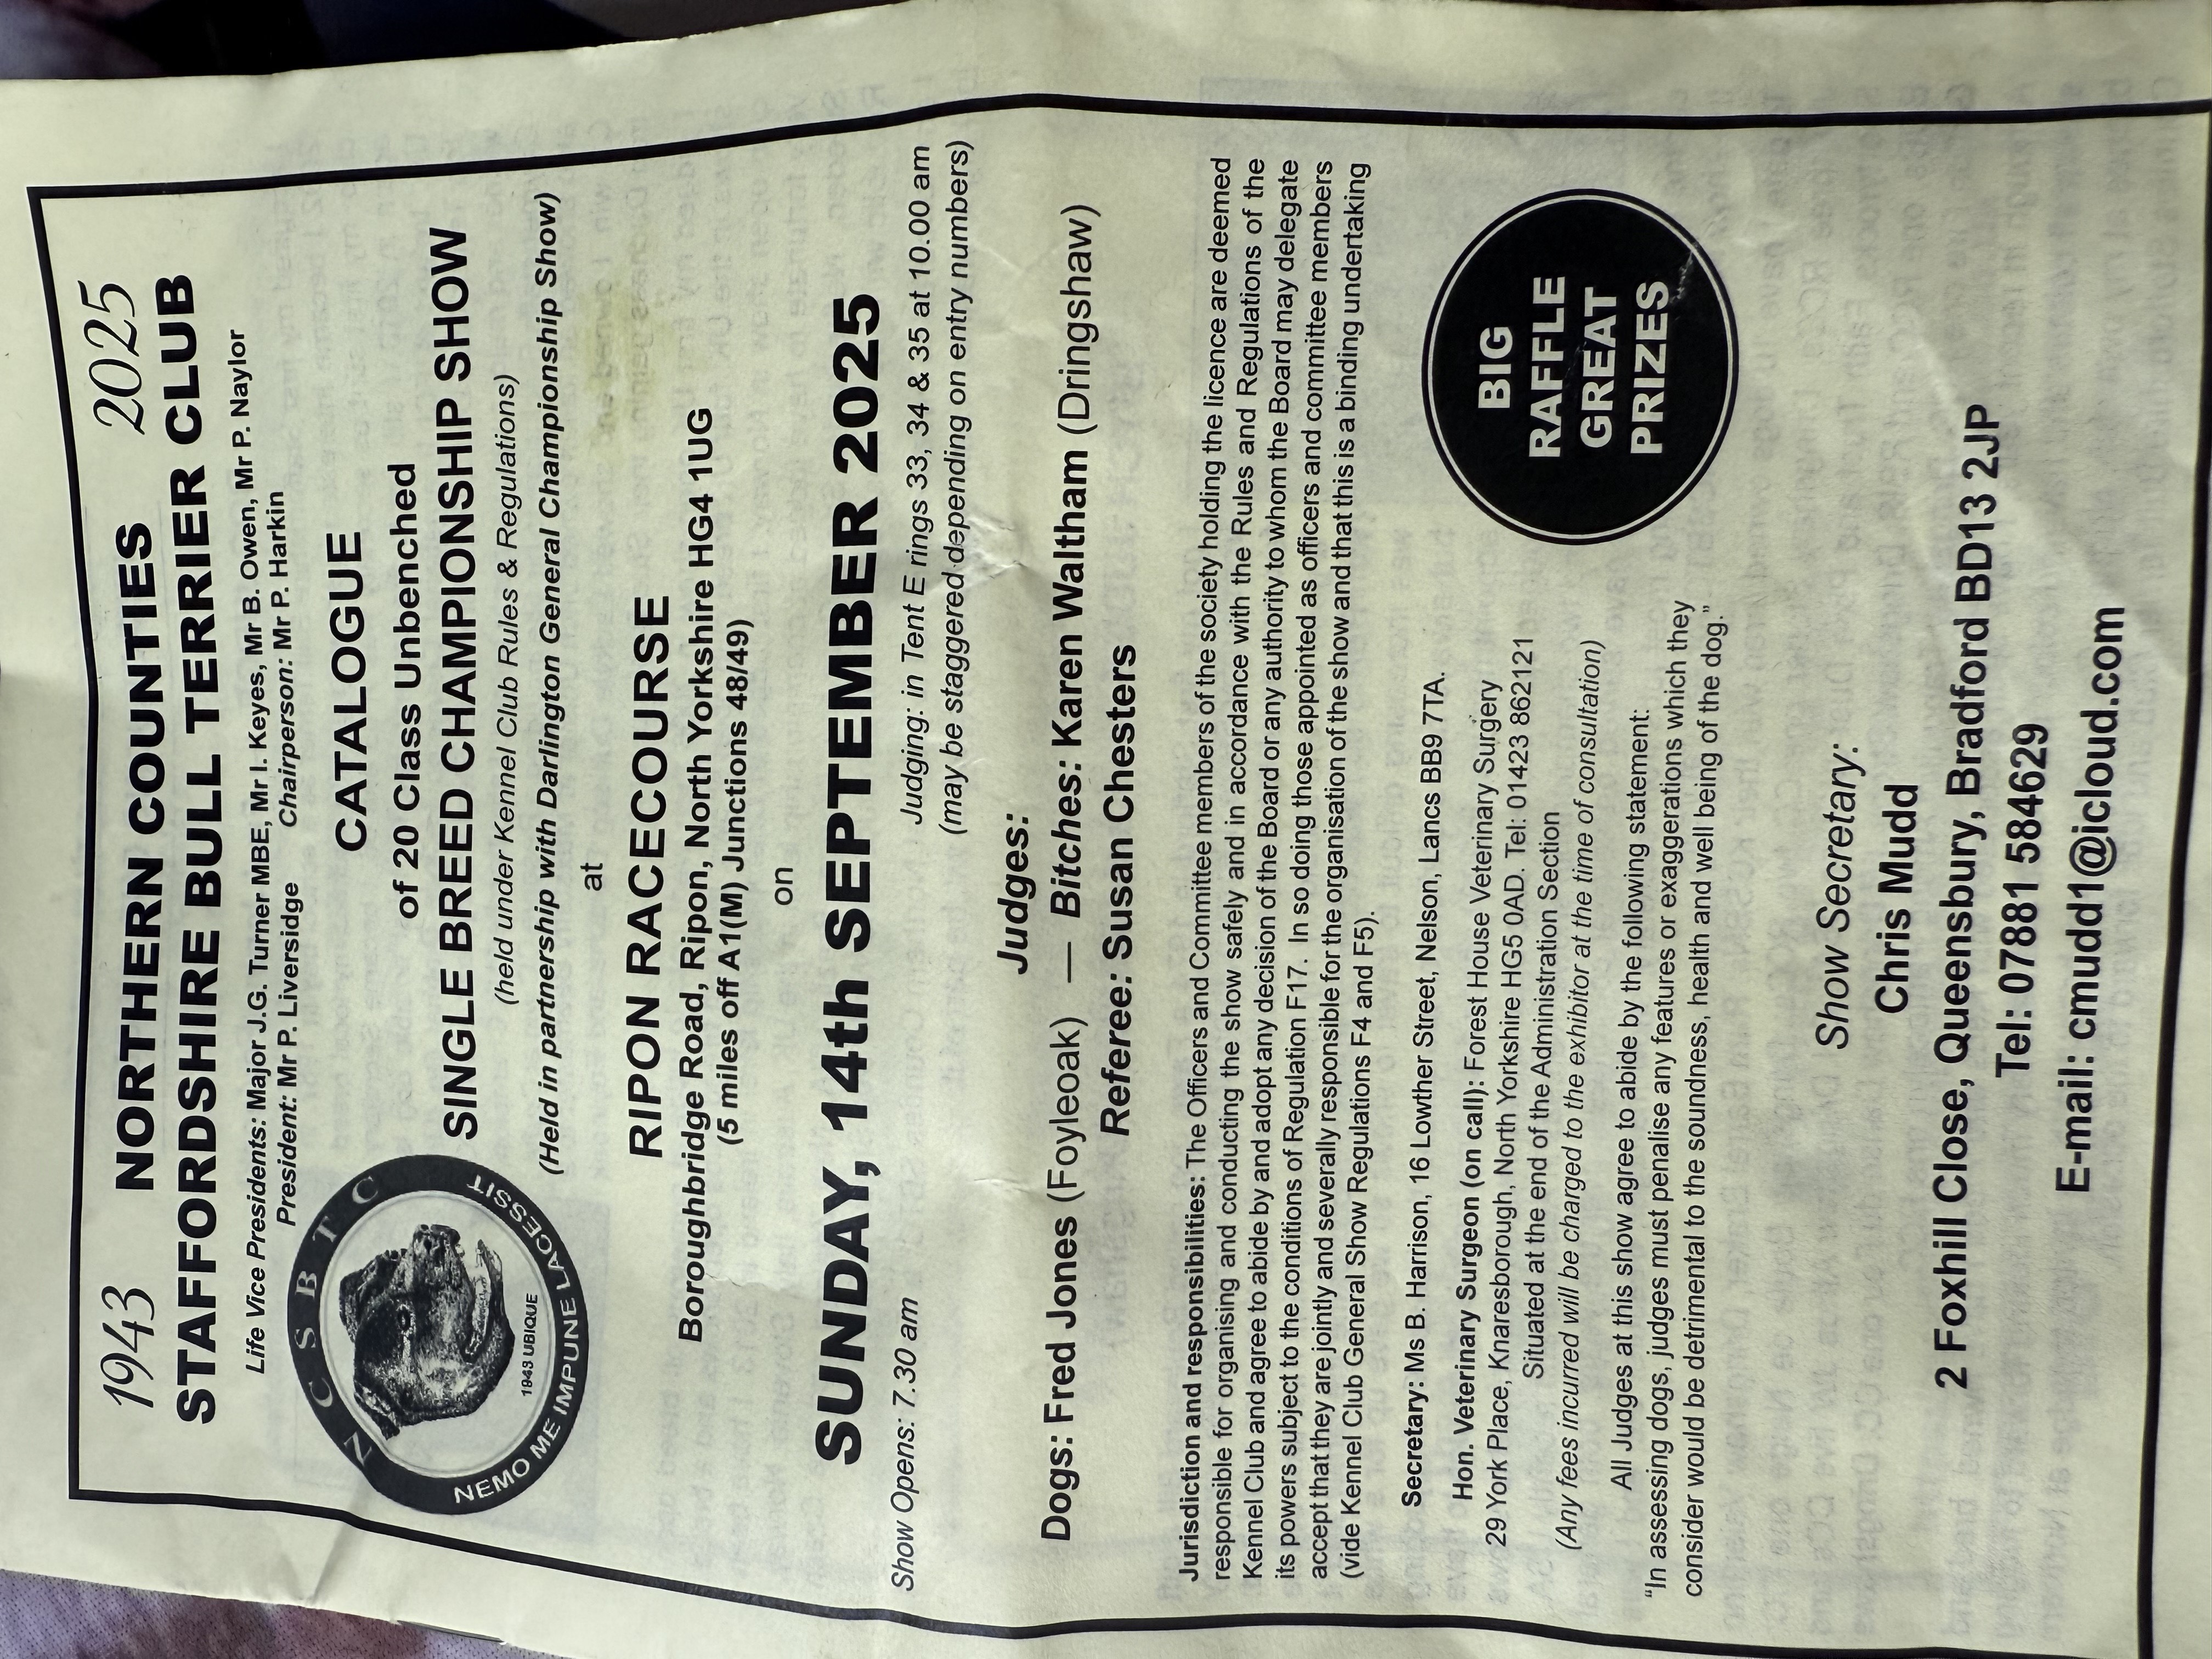 1943 NORTHERN COUNTIES 2025
STAFFORDSHIRE BULL TERRIER CLUB
Life Vice Presidents: Major J.G. Turner MBE, Mr I. Keyes, Mr B. Owen, Mr P. Naylor
President: Mr P. Liversidge Chairperson: Mr P. Harkin
N C S B T C
1943 UBIQUE
NEMO ME IMPUNE LACESSIT
CATALOGUE
of 20 Class Unbenched
SINGLE BREED CHAMPIONSHIP SHOW
(held under Kennel Club Rules & Regulations)
(Held in partnership with Darlington General Championship Show)
at
RIPON RACECOURSE
Boroughbridge Road, Ripon, North Yorkshire HG4 1UG
(5 miles off A1(M) Junctions 48/49)
on
SUNDAY, 14th SEPTEMBER 2025
Show Opens: 7.30 am Judging: in Tent E rings 33, 34 & 35 at 10.00 am
(may be staggered depending on entry numbers)
Judges:
Dogs: Fred Jones (Foyleoak) — Bitches: Karen Waltham (Dringshaw)
Referee: Susan Chesters
Jurisdiction and responsibilities: The Officers and Committee members of the society holding the licence are deemed
responsible for organising and conducting the show safely and in accordance with the Rules and Regulations of the
Kennel Club and agree to abide by and adopt any decision of the Board or any authority to whom the Board may delegate
its powers subject to the conditions of Regulation F17. In so doing those appointed as officers and committee members
accept that they are jointly and severally responsible for the organisation of the show and that this is a binding undertaking
(vide Kennel Club General Show Regulations F4 and F5).
Secretary: Ms B. Harrison, 16 Lowther Street, Nelson, Lancs BB9 7TA.
Hon. Veterinary Surgeon (on call): Forest House Veterinary Surgery
29 York Place, Knaresborough, North Yorkshire HG5 0AD. Tel: 01423 862121
Situated at the end of the Administration Section
(Any fees incurred will be charged to the exhibitor at the time of consultation)
All Judges at this show agree to abide by the following statement:
“In assessing dogs, judges must penalise any features or exaggerations which they
consider would be detrimental to the soundness, health and well being of the dog.”
BIG
RAFFLE
GREAT
PRIZES
Show Secretary:
Chris Mudd
2 Foxhill Close, Queensbury, Bradford BD13 2JP
Tel: 07881 584629
E-mail: cmudd1@icloud.com